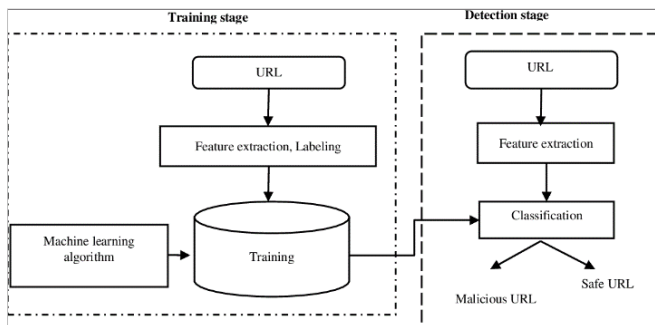 Training stage
Detection stage
URL
Feature extraction, Labeling
Machine learning
algorithm
Training
URL
Feature extraction
Classification
Malicious URL
Safe URL